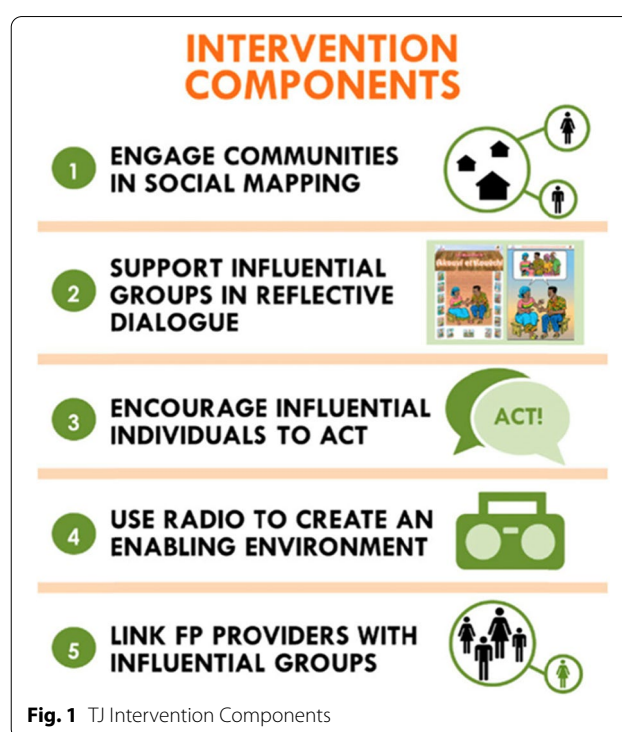 INTERVENTION
COMPONENTS
1 ENGAGE COMMUNITIES
IN SOCIAL MAPPING
2 SUPPORT INFLUENTIAL
GROUPS IN REFLECTIVE
DIALOGUE
3 ENCOURAGE INFLUENTIAL
INDIVIDUALS TO ACT
ACT!
4 USE RADIO TO CREATE AN
ENABLING ENVIRONMENT
5 LINK FP PROVIDERS WITH
INFLUENTIAL GROUPS
Fig. 1 TJ Intervention Components